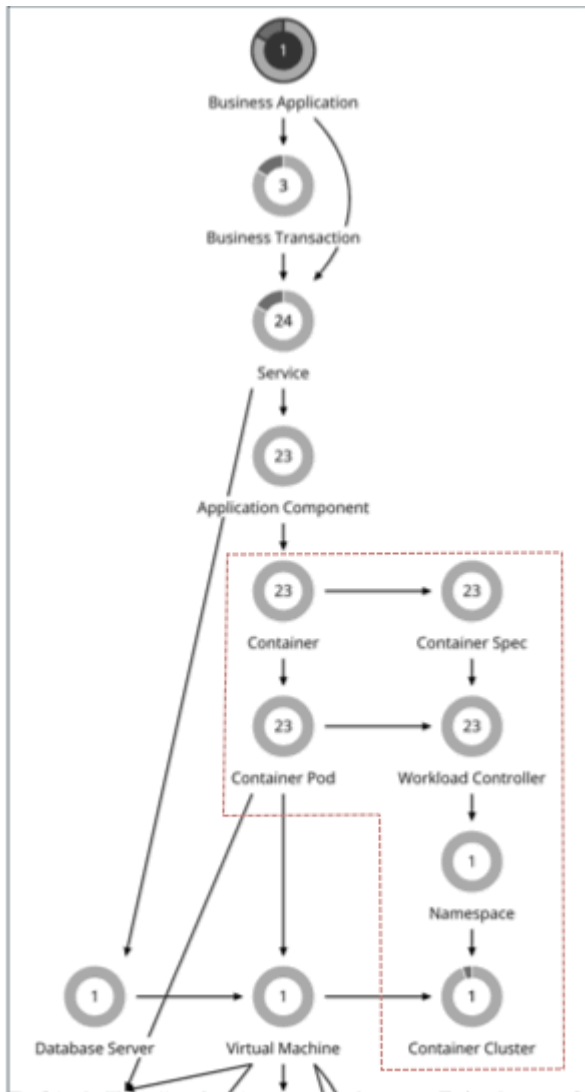 1
Business Application
3
Business Transaction
24
Service
23
Application Component
23 23
Container Container Spec
23 23
Container Pod Workload Controller
1
Namespace
1 1 1
Database Server Virtual Machine Container Cluster